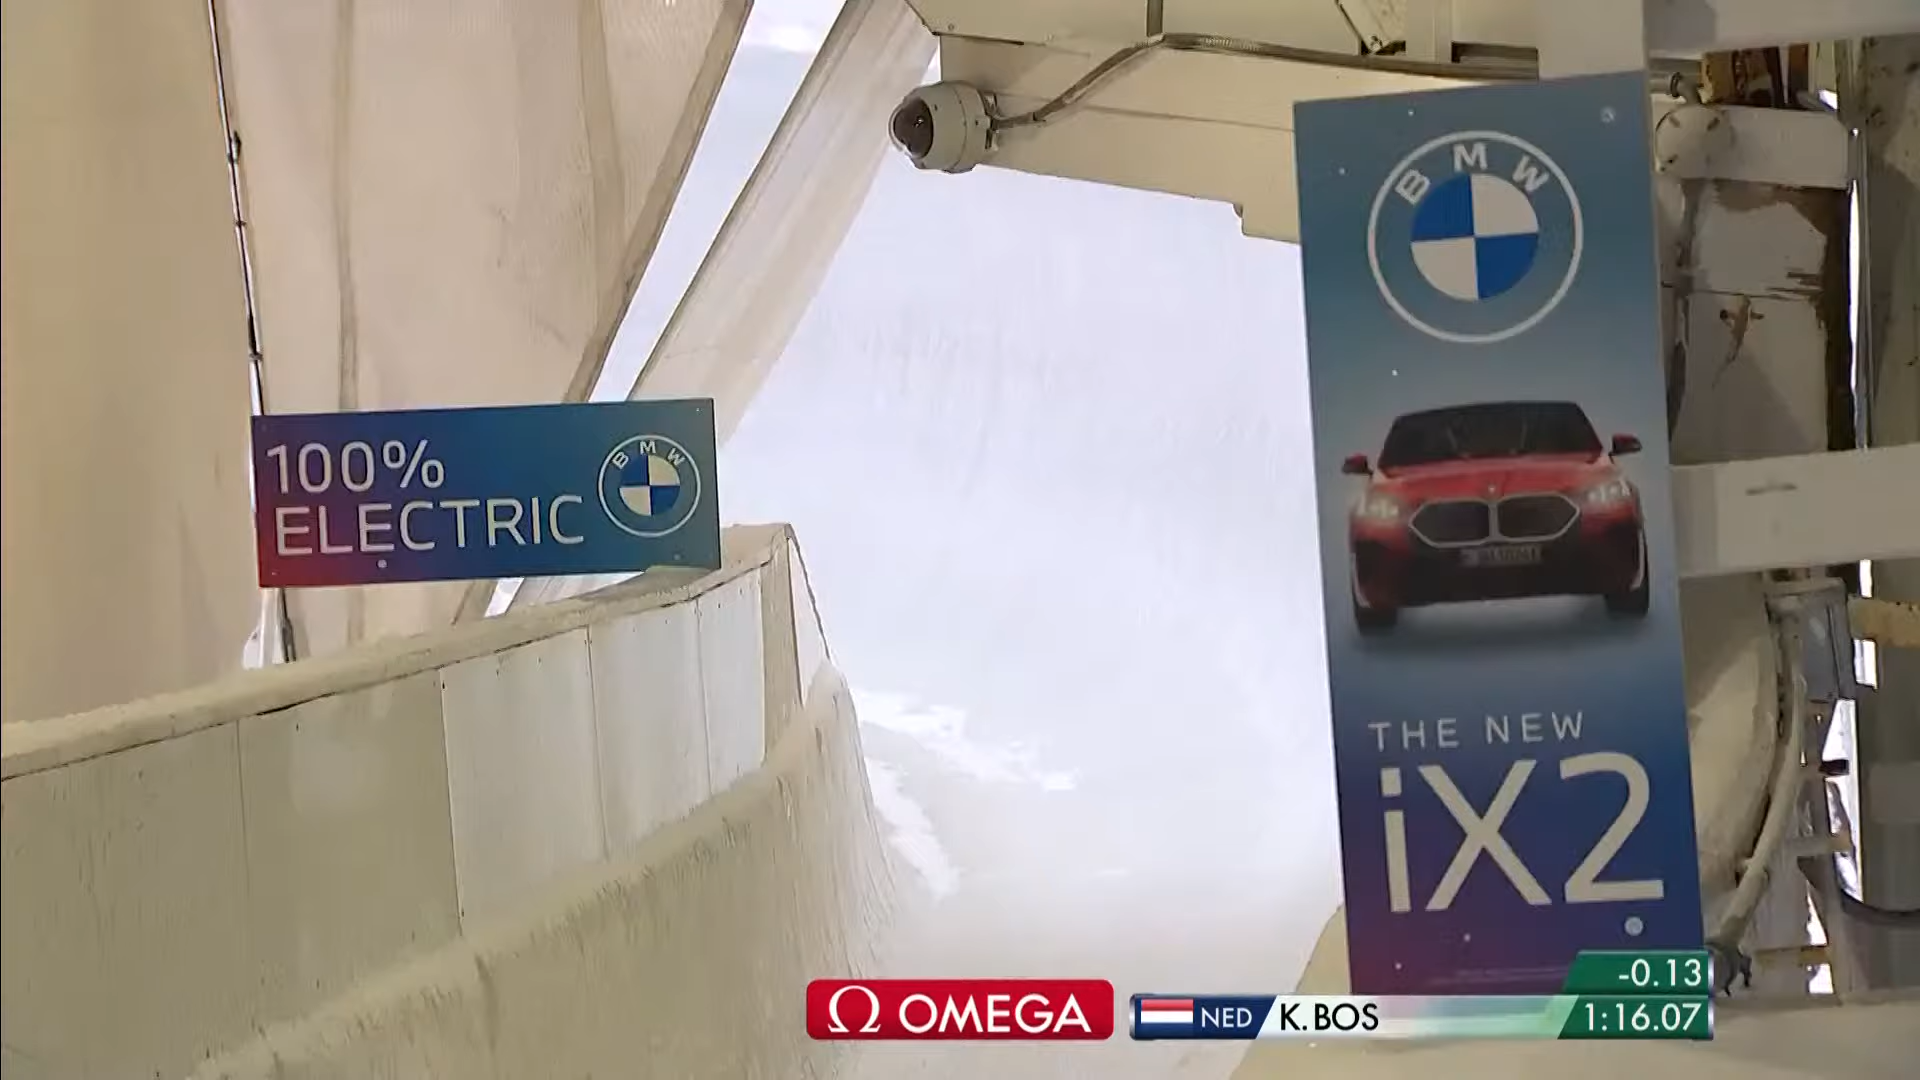 BMW
100%
ELECTRIC
BMW
THE NEW
iX2
-0.13
Ω OMEGA
NED K. BOS 1:16.07